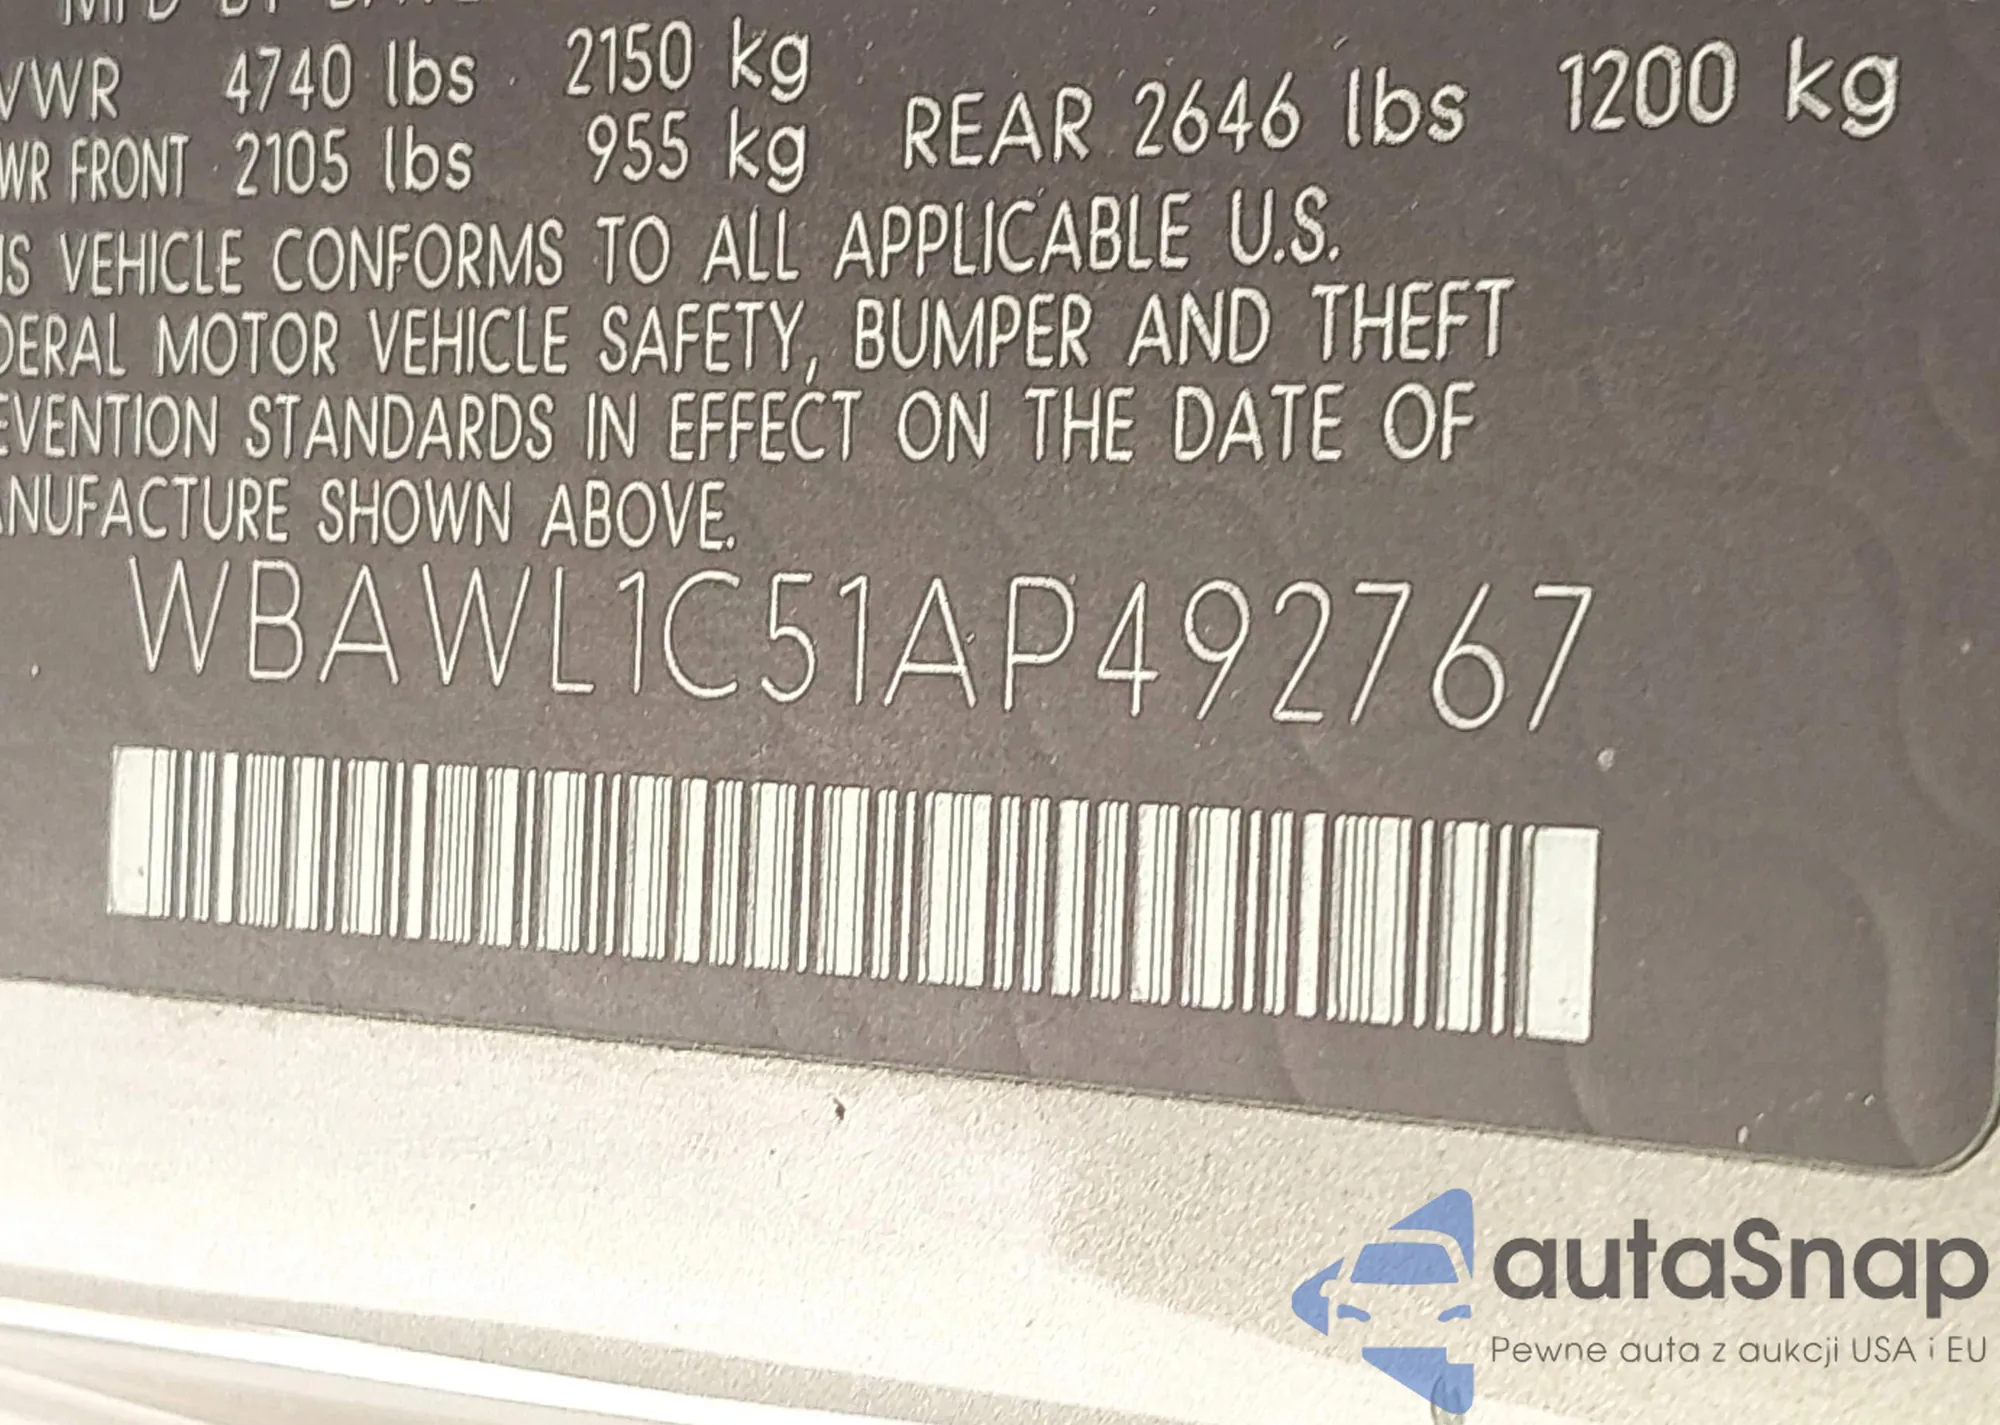 VWR 4740 lbs 2150 kg
WR FRONT 2105 lbs 955 kg REAR 2646 lbs 1200 kg
IS VEHICLE CONFORMS TO ALL APPLICABLE U.S.
DERAL MOTOR VEHICLE SAFETY, BUMPER AND THEFT
EVENTION STANDARDS IN EFFECT ON THE DATE OF
ANUFACTURE SHOWN ABOVE.
WBAWL1C51AP492767
autaSnap
Pewne auta z aukcji USA i EU